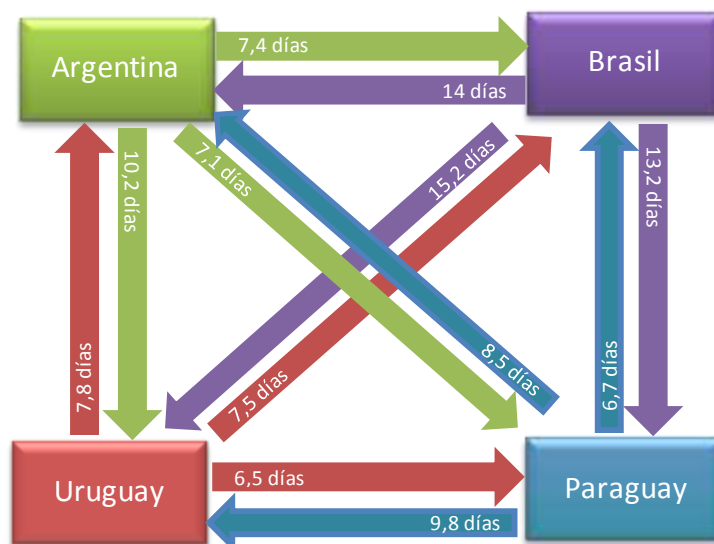 7,4 días
Argentina
Brasil
14 días
10,2 días
7,1 días
15,2 días
13,2 días
7,8 días
7,5 días
8,5 días
6,7 días
Uruguay
6,5 días
Paraguay
9,8 días